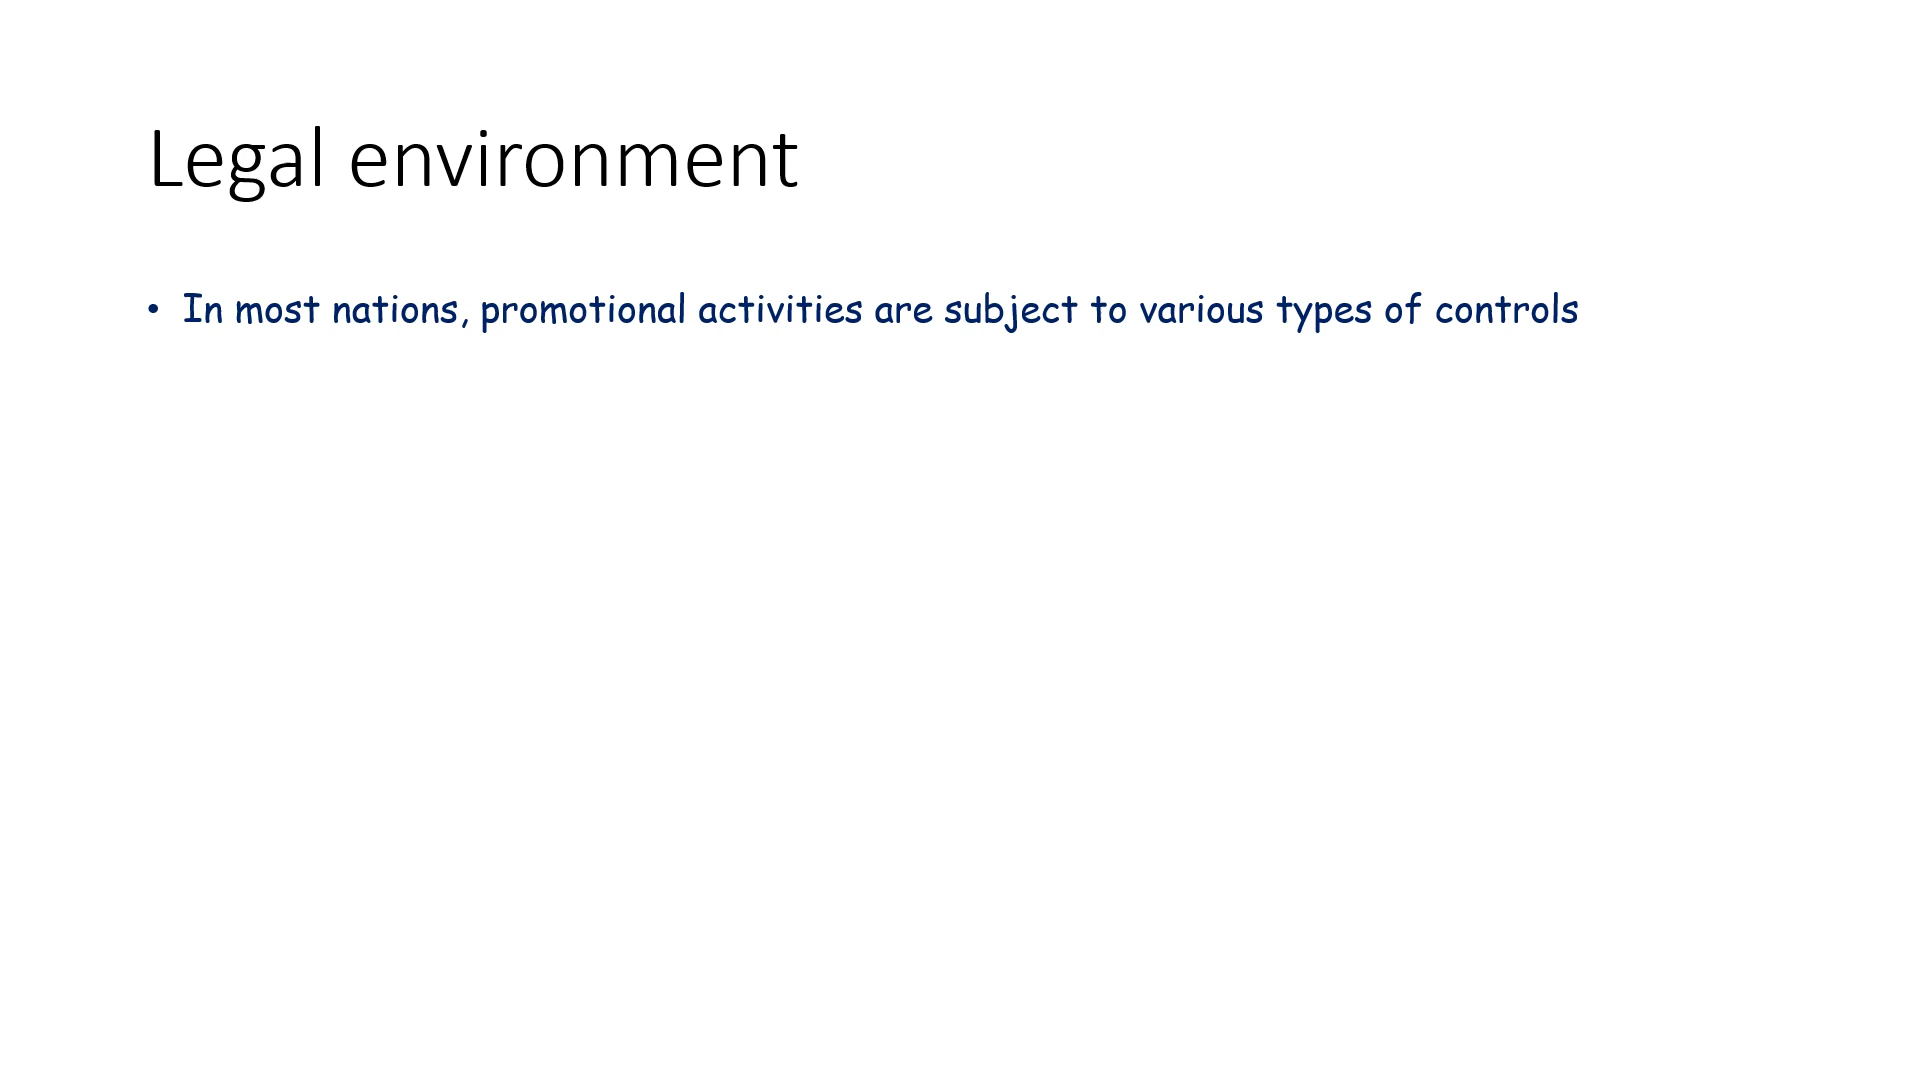 Legal environment
• In most nations, promotional activities are subject to various types of controls